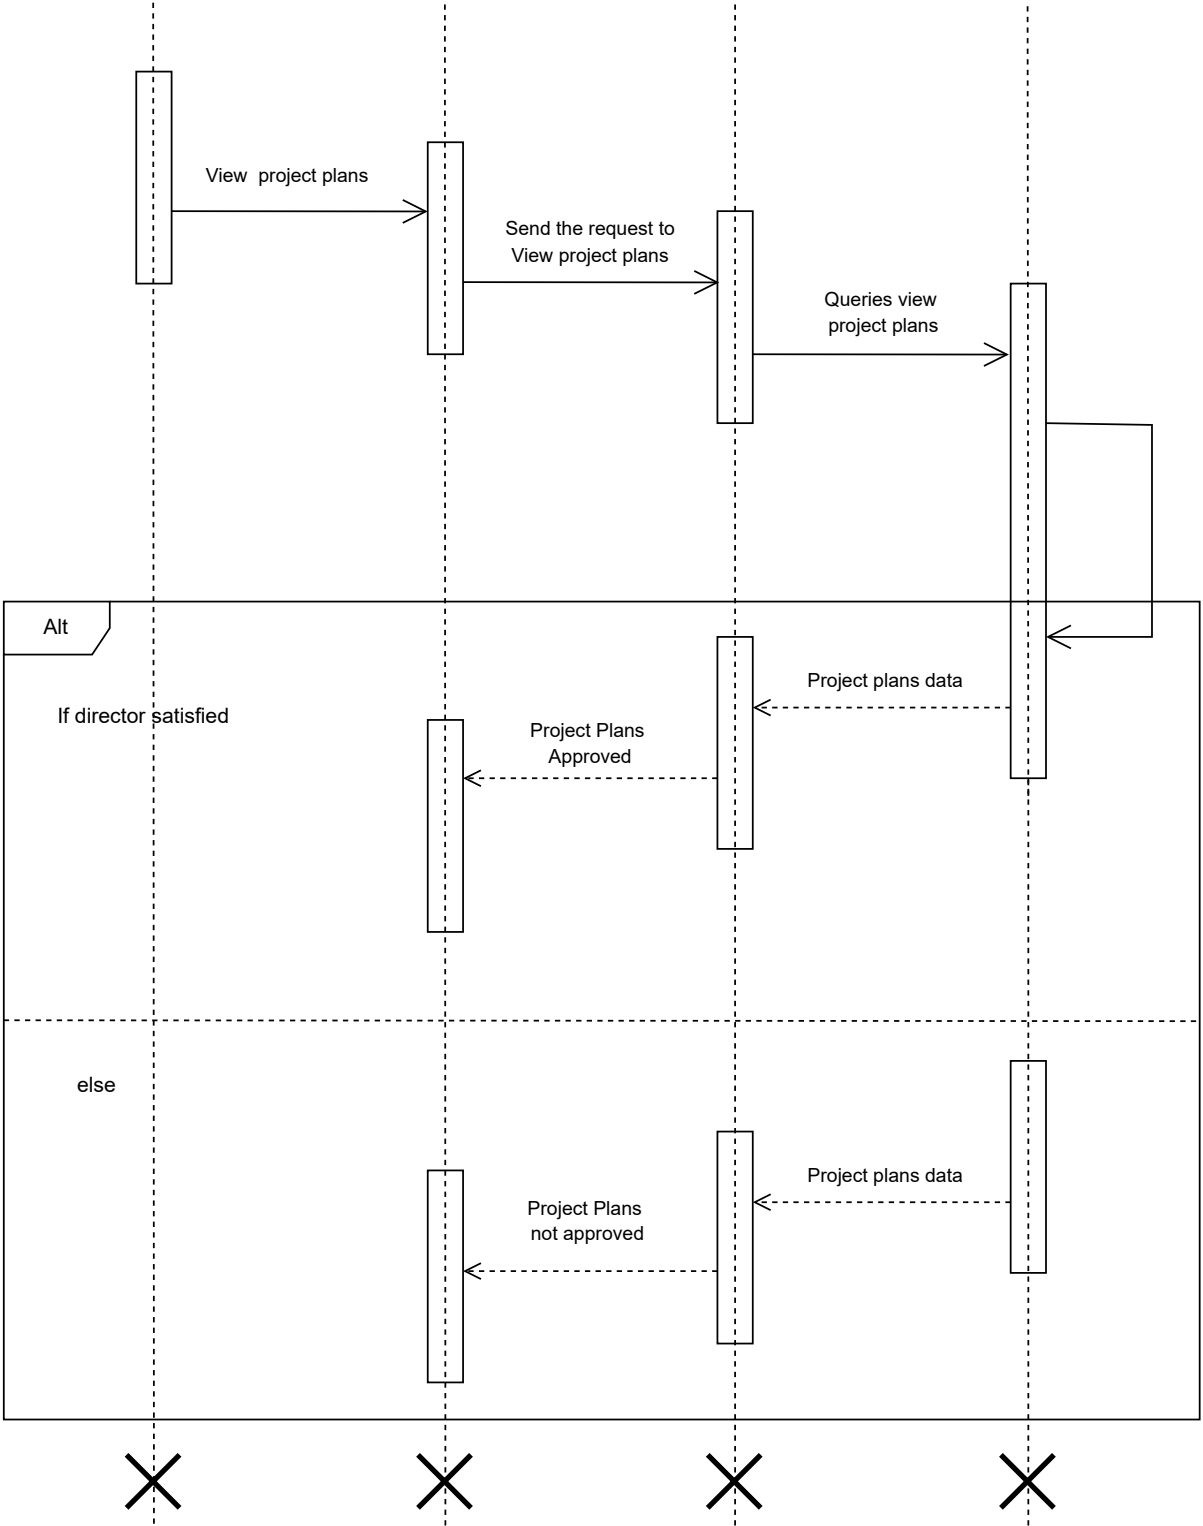 View  project plans
Send the request to
View project plans
Queries view
project plans
Alt
Project plans data
If director satisfied
Project Plans
Approved
else
Project plans data
Project Plans
not approved